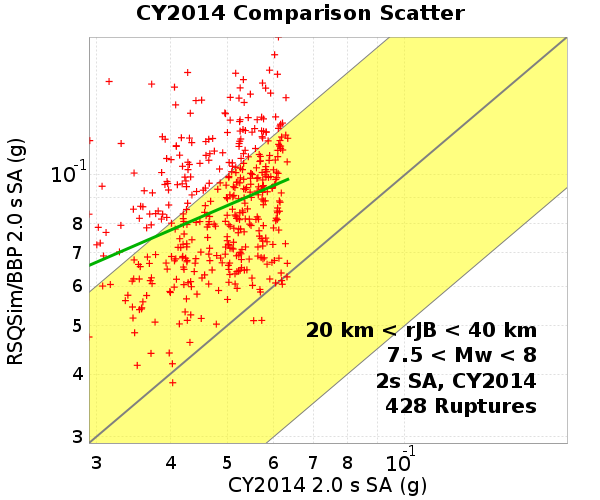 CY2014 Comparison Scatter
RSQSim/BBP 2.0 s SA (g)
10-1
8
7
6
5
4
3
20 km < rJB < 40 km
7.5 < Mw < 8
2s SA, CY2014
428 Ruptures
3 4 5 6 7 8 10-1
CY2014 2.0 s SA (g)